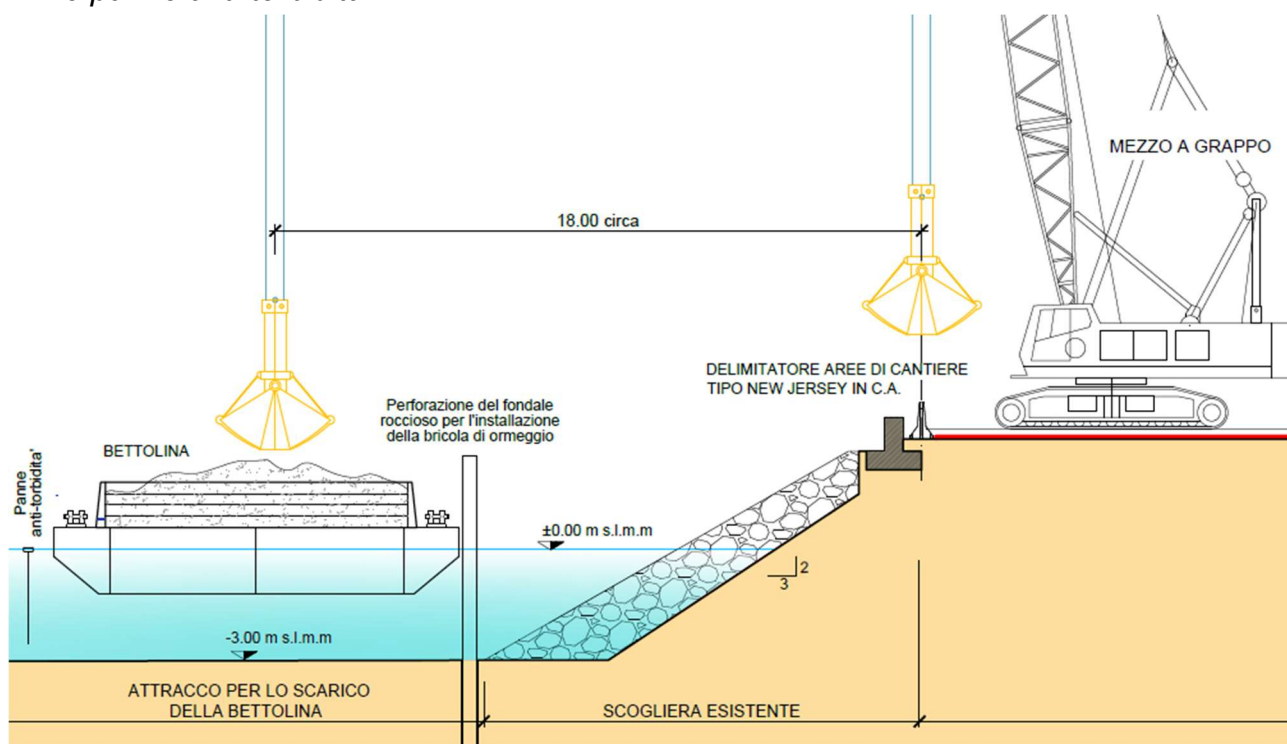 MEZZO A GRAPPO
18.00 circa
DELIMITATORE AREE DI CANTIERE
TIPO NEW JERSEY IN C.A.
Perforazione del fondale
roccioso per l'installazione
della bricola di ormeggio
BETTOLINA
Panne
anti-torbidita'
±0.00 m s.l.m.m
2
3
-3.00 m s.l.m.m
ATTRACCO PER LO SCARICO
DELLA BETTOLINA
SCOGLIERA ESISTENTE